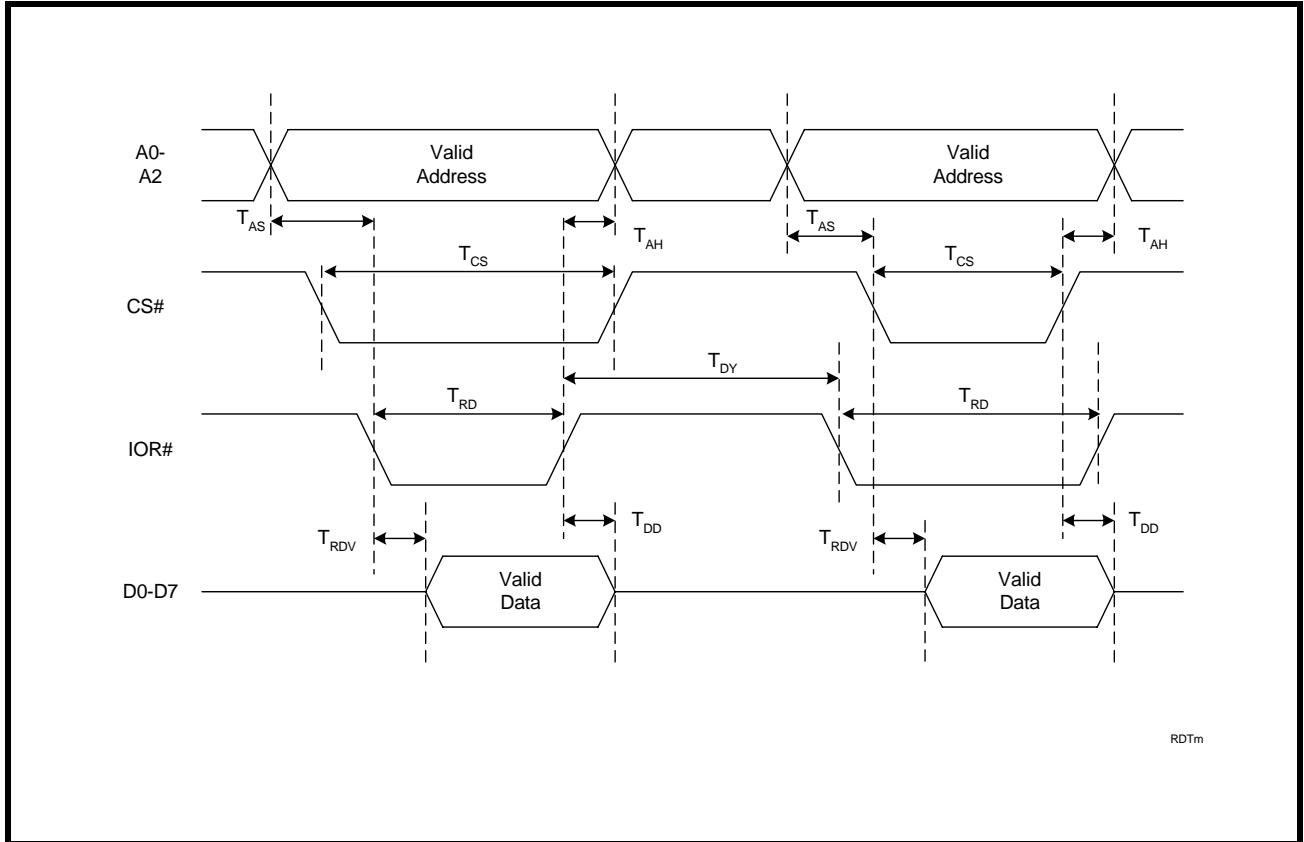 A0-
A2
Valid
Address
Valid
Address
TAS
TAH
TAS
TAH
TCS
TCS
CS#
TDY
TRD
TRD
IOR#
TRDV
TDD
TRDV
TDD
D0-D7
Valid
Data
Valid
Data
RDTm